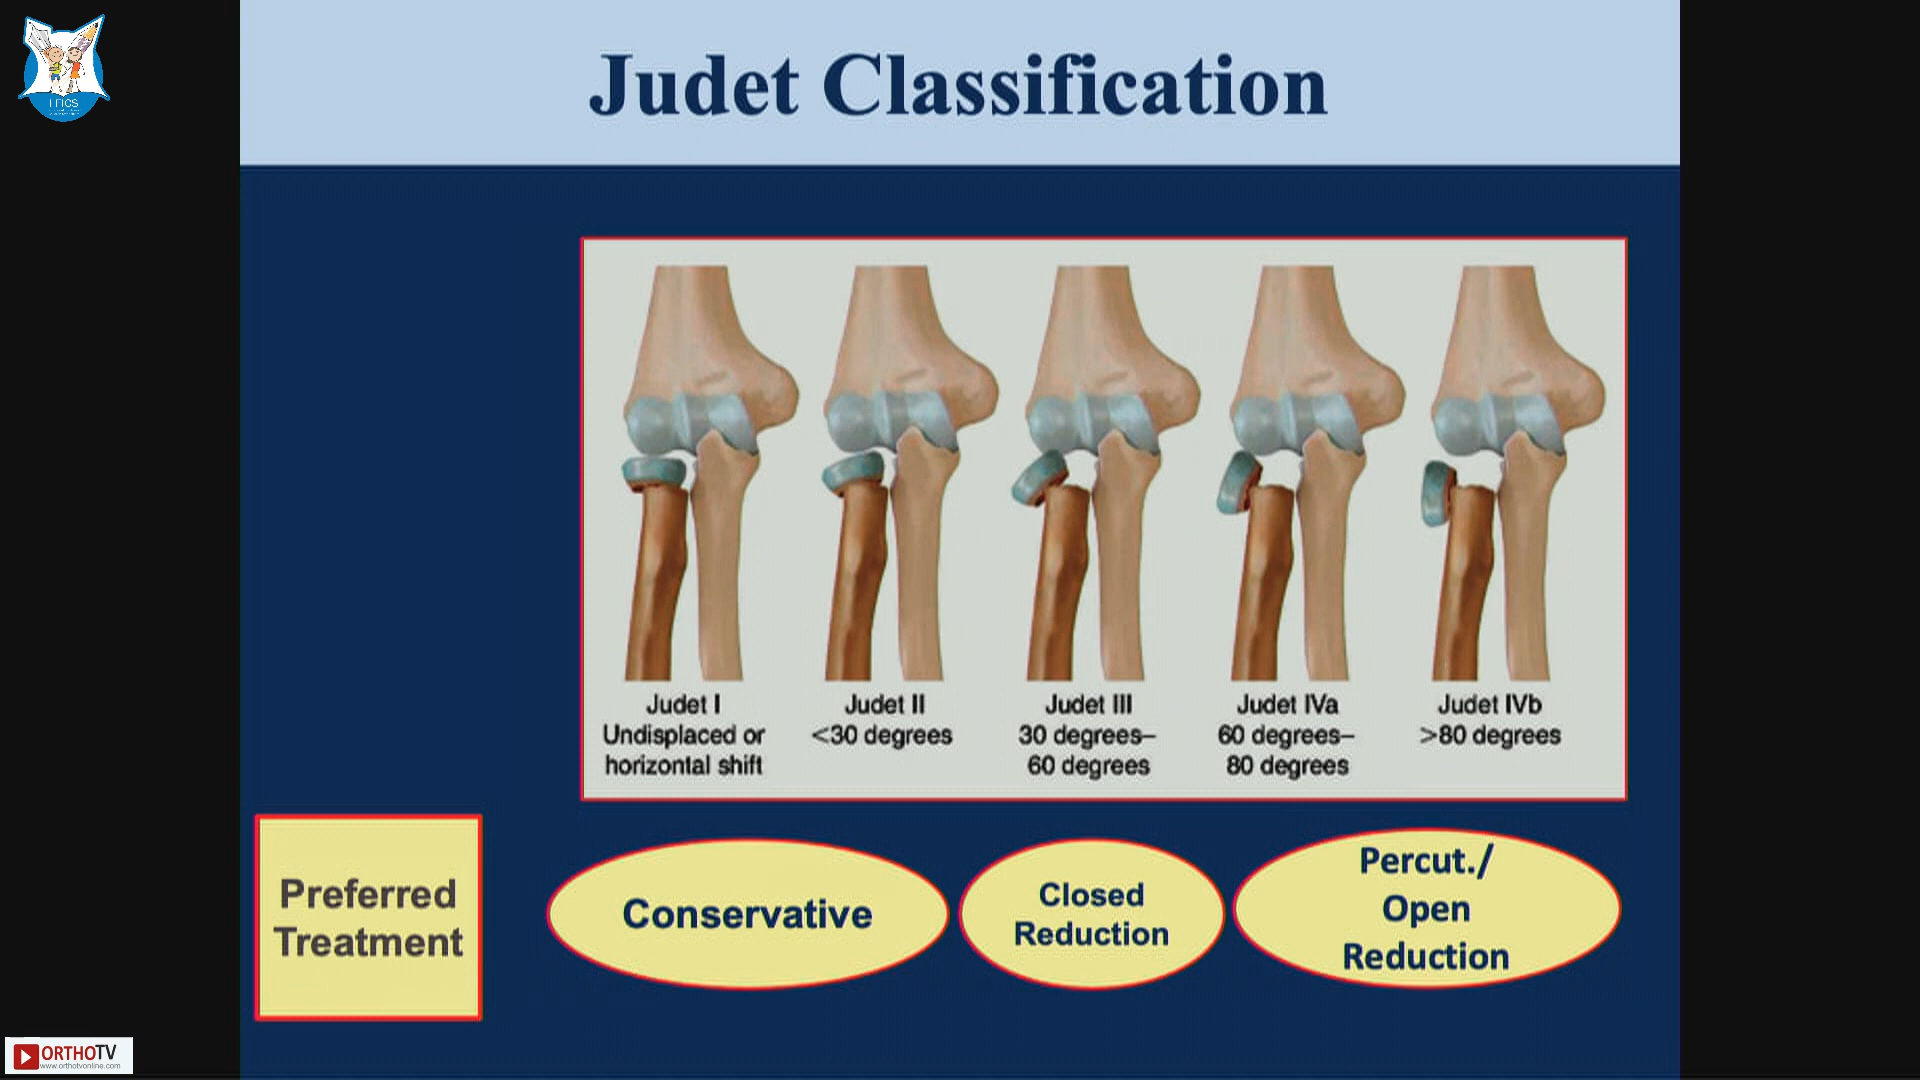 Judet Classification
Judet I
Undisplaced or
horizontal shift
Judet II
<30 degrees
Judet III
30 degrees–
60 degrees
Judet IVa
60 degrees–
80 degrees
Judet IVb
>80 degrees
Preferred
Treatment
Conservative
Closed
Reduction
Percut./
Open
Reduction
ORTHOTV
www.orthotvonline.com